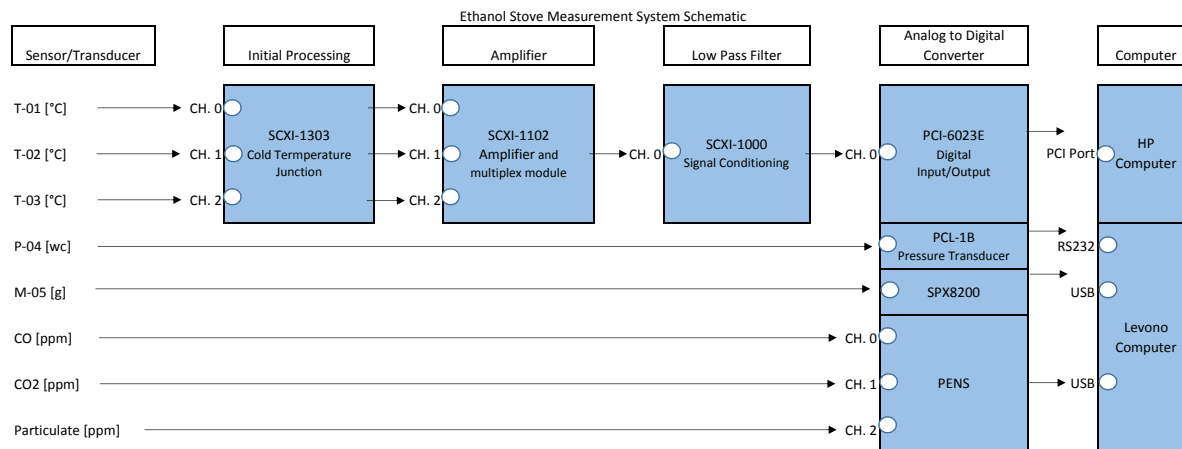 Ethanol Stove Measurement System Schematic
Sensor/Transducer
Initial Processing
Amplifier
Low Pass Filter
Analog to Digital
Converter
Computer
T-01 [°C]
CH. 0
CH. 0
T-02 [°C]
CH. 1
SCXI-1303
Cold Termperature
Junction
CH. 1
SCXI-1102
Amplifier and
multiplex module
CH. 0
SCXI-1000
Signal Conditioning
CH. 0
PCI-6023E
Digital
Input/Output
PCI Port
HP
Computer
T-03 [°C]
CH. 2
CH. 2
P-04 [wc]
PCL-1B
Pressure Transducer
RS232
M-05 [g]
SPX8200
USB
Levono
Computer
CO [ppm]
CH. 0
CO2 [ppm]
CH. 1
PENS
USB
Particulate [ppm]
CH. 2